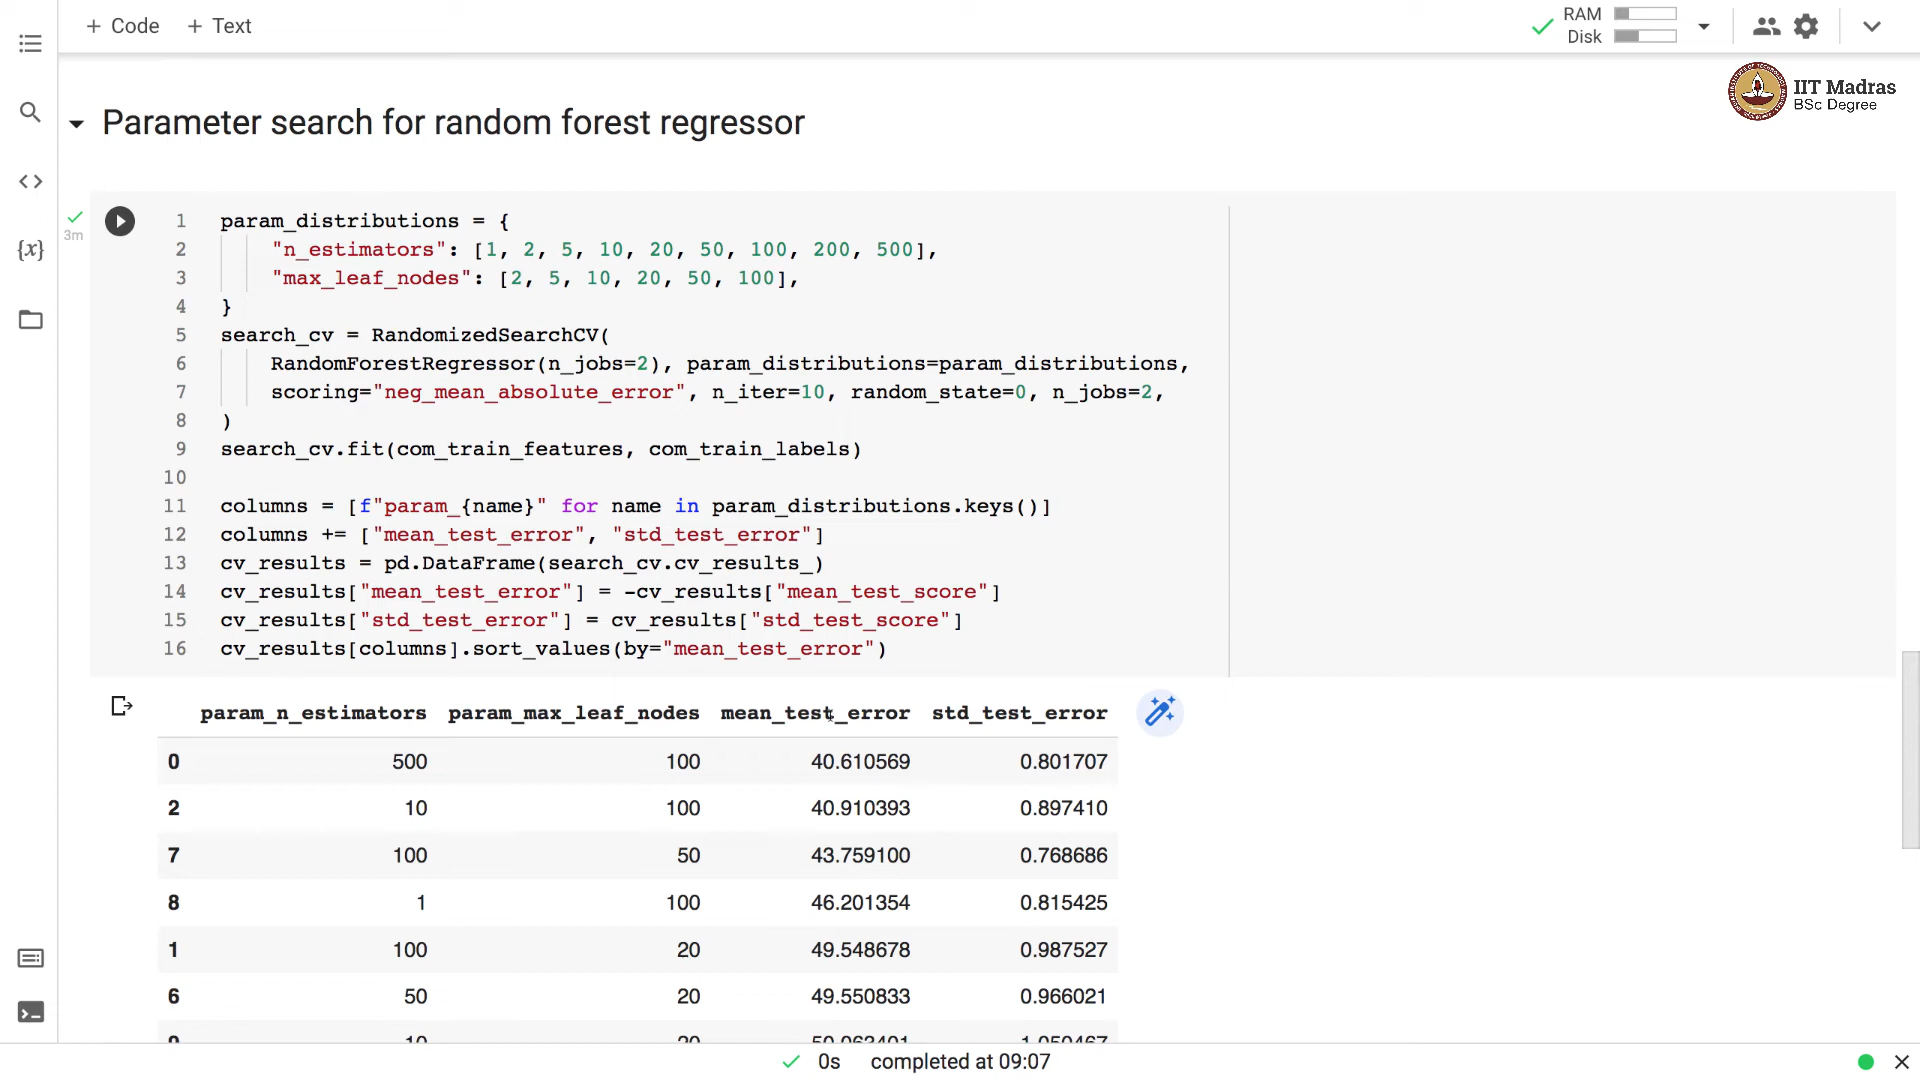 + Code + Text
RAM
Disk
IIT Madras
BSc Degree
Parameter search for random forest regressor
{x}
3m
1 param_distributions = {
2 "n_estimators": [1, 2, 5, 10, 20, 50, 100, 200, 500],
3 "max_leaf_nodes": [2, 5, 10, 20, 50, 100],
4 }
5 search_cv = RandomizedSearchCV(
6 RandomForestRegressor(n_jobs=2), param_distributions=param_distributions,
7 scoring="neg_mean_absolute_error", n_iter=10, random_state=0, n_jobs=2,
8 )
9 search_cv.fit(com_train_features, com_train_labels)
10
11 columns = [f"param_{name}" for name in param_distributions.keys()]
12 columns += ["mean_test_error", "std_test_error"]
13 cv_results = pd.DataFrame(search_cv.cv_results_)
14 cv_results["mean_test_error"] = -cv_results["mean_test_score"]
15 cv_results["std_test_error"] = cv_results["std_test_score"]
16 cv_results[columns].sort_values(by="mean_test_error")
param_n_estimators param_max_leaf_nodes mean_test_error std_test_error
0 500 100 40.610569 0.801707
2 10 100 40.910393 0.897410
7 100 50 43.759100 0.768686
8 1 100 46.201354 0.815425
1 100 20 49.548678 0.987527
6 50 20 49.550833 0.966021
10 20
0s completed at 09:07